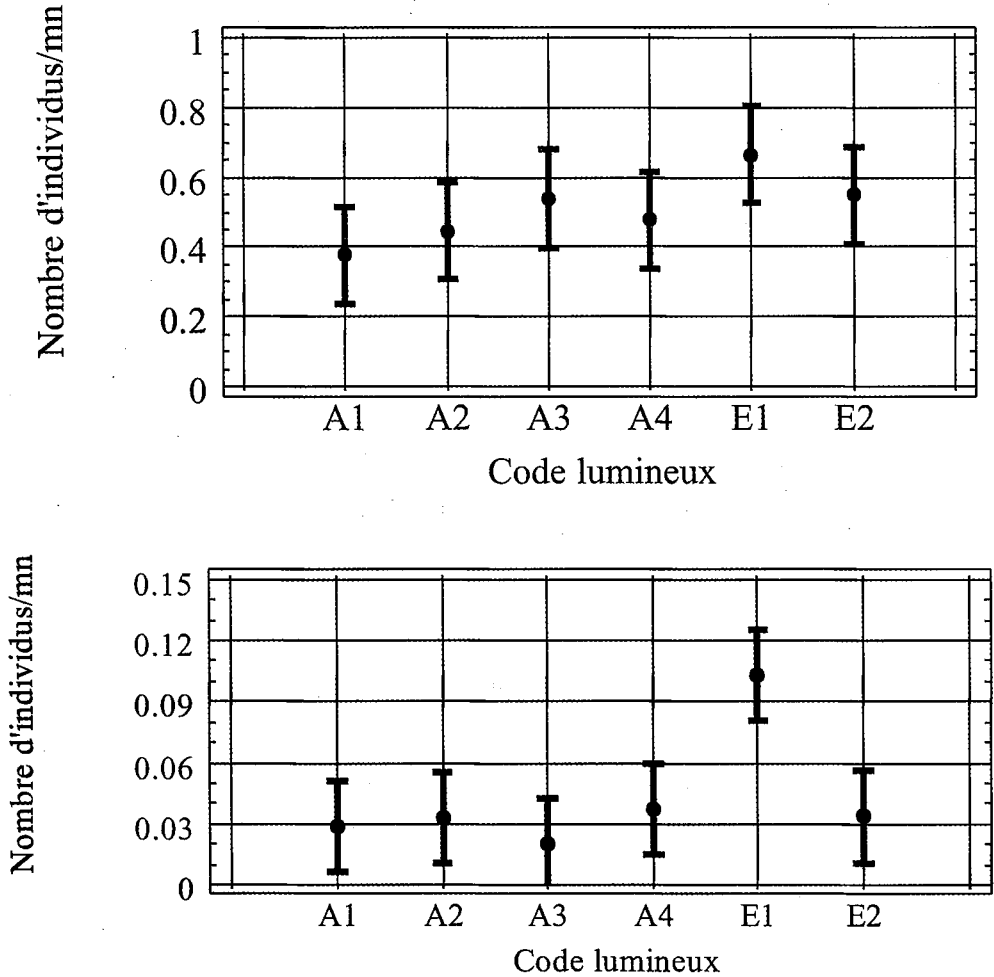 Nombre d'individus/mn
1
0.8
0.6
0.4
0.2
0
A1 A2 A3 A4 E1 E2
Code lumineux
Nombre d'individus/mn
0.15
0.12
0.09
0.06
0.03
0
A1 A2 A3 A4 E1 E2
Code lumineux